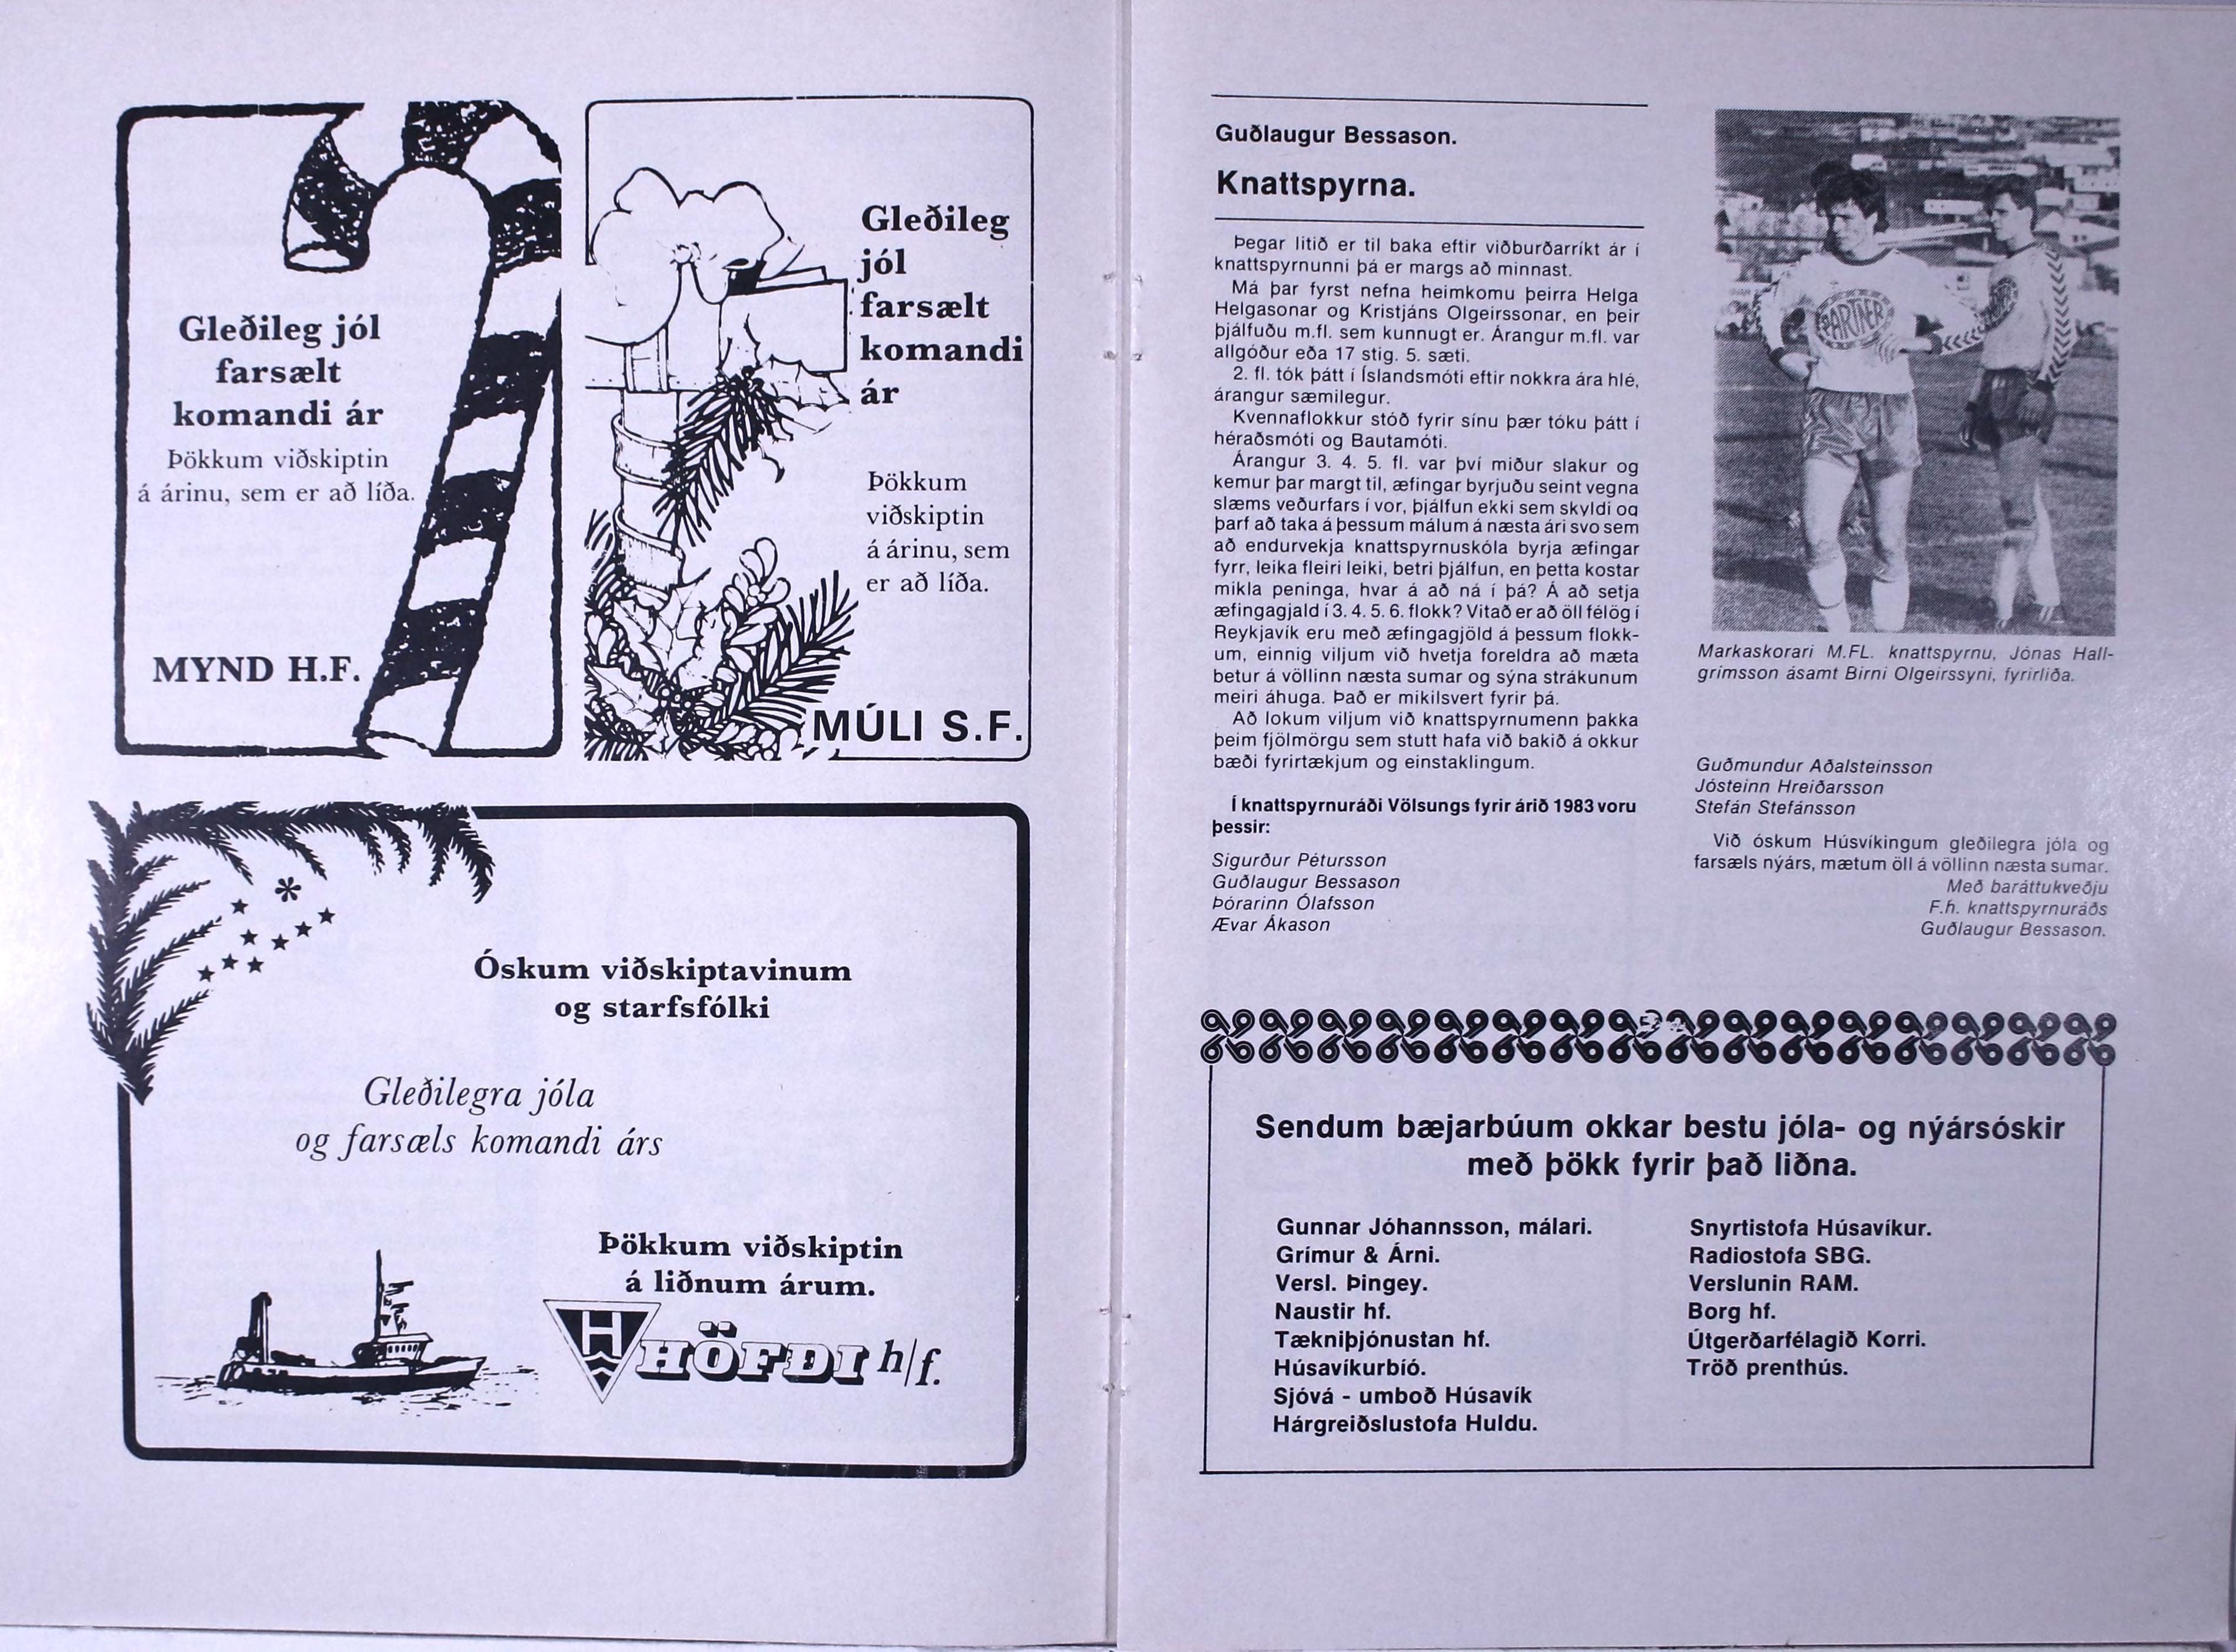 Gleðileg jól
farsælt
komandi ár
Þökkum viðskiptin
á árinu, sem er að líða.
MYND H.F.
Gleðileg
jól
farsælt
komandi
ár
Þökkum
viðskiptin
á árinu, sem
er að líða.
MÚLI S.F.
Óskum viðskiptavinum
og starfsfólki
Gleðilegra jóla
og farsæls komandi árs
Þökkum viðskiptin
á liðnum árum.
H HÖFÐI h/f.
Guðlaugur Bessason.
Knattspyrna.
Þegar litið er til baka eftir viðburðarríkt ár í
knattspyrnunni þá er margs að minnast.
Má þar fyrst nefna heimkomu þeirra Helga
Helgasonar og Kristjáns Olgeirssonar, en þeir
þjálfuðu m.fl. sem kunnugt er. Árangur m.fl. var
allgóður eða 17 stig. 5. sæti.
2. fl. tók þátt í Íslandsmóti eftir nokkra ára hlé,
árangur sæmilegur.
Kvennaflokkur stóð fyrir sínu þær tóku þátt í
héraðsmóti og Bautamóti.
Árangur 3. 4. 5. fl. var því miður slakur og
kemur þar margt til, æfingar byrjuðu seint vegna
slæms veðurfars í vor, þjálfun ekki sem skyldi og
þarf að taka á þessum málum á næsta ári svo sem
að endurvekja knattspyrnuskóla byrja æfingar
fyrr, leika fleiri leiki, betri þjálfun, en þetta kostar
mikla peninga, hvar á að ná í þá? Á að setja
æfingagjald í 3. 4. 5. 6. flokk? Vitað er að öll félög í
Reykjavík eru með æfingagjöld á þessum flokk-
um, einnig viljum við hvetja foreldra að mæta
betur á völlinn næsta sumar og sýna strákunum
meiri áhuga. Það er mikilsvert fyrir þá.
Að lokum viljum við knattspyrnumenn þakka
þeim fjölmörgu sem stutt hafa við bakið á okkur
bæði fyrirtækjum og einstaklingum.
Í knattspyrnuráði Völsungs fyrir árið 1983 voru
þessir:
Sigurður Pétursson
Guðlaugur Bessason
Þórarinn Ólafsson
Ævar Ákason
PARTNER
Markaskorari M.FL. knattspyrnu, Jónas Hall-
grímsson ásamt Birni Olgeirssyni, fyrirliða.
Guðmundur Aðalsteinsson
Jósteinn Hreiðarsson
Stefán Stefánsson
Við óskum Húsvíkingum gleðilegra jóla og
farsæls nýárs, mætum öll á völlinn næsta sumar.
Með baráttukveðju
F.h. knattspyrnuráðs
Guðlaugur Bessason.
Sendum bæjarbúum okkar bestu jóla- og nýársóskir
með þökk fyrir það liðna.
Gunnar Jóhannsson, málari.
Grímur & Árni.
Versl. Þingey.
Naustir hf.
Tækniþjónustan hf.
Húsavíkurbíó.
Sjóvá - umboð Húsavík
Hárgreiðslustofa Huldu.
Snyrtistofa Húsavíkur.
Radiostofa SBG.
Verslunin RAM.
Borg hf.
Útgerðarfélagið Korri.
Tröð prenthús.